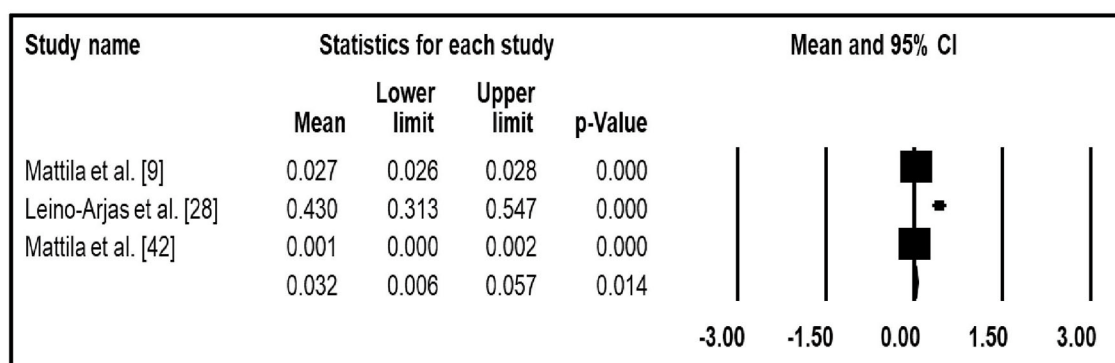 Study name Statistics for each study Mean and 95% CI
Lower Upper
Mean limit limit p-Value
Mattila et al. [9] 0.027 0.026 0.028 0.000
Leino-Arjas et al. [28] 0.430 0.313 0.547 0.000
Mattila et al. [42] 0.001 0.000 0.002 0.000
0.032 0.006 0.057 0.014
-3.00 -1.50 0.00 1.50 3.00